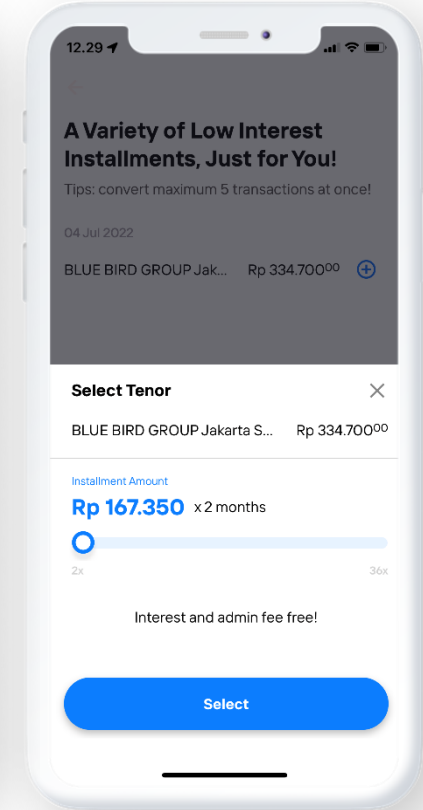 12.29
A Variety of Low Interest
Installments, Just for You!
Tips: convert maximum 5 transactions at once!
04 Jul 2022
BLUE BIRD GROUP Jak... Rp 334.700⁰⁰
Select Tenor
BLUE BIRD GROUP Jakarta S... Rp 334.700⁰⁰
Installment Amount
Rp 167.350 x 2 months
2x 36x
Interest and admin fee free!
Select